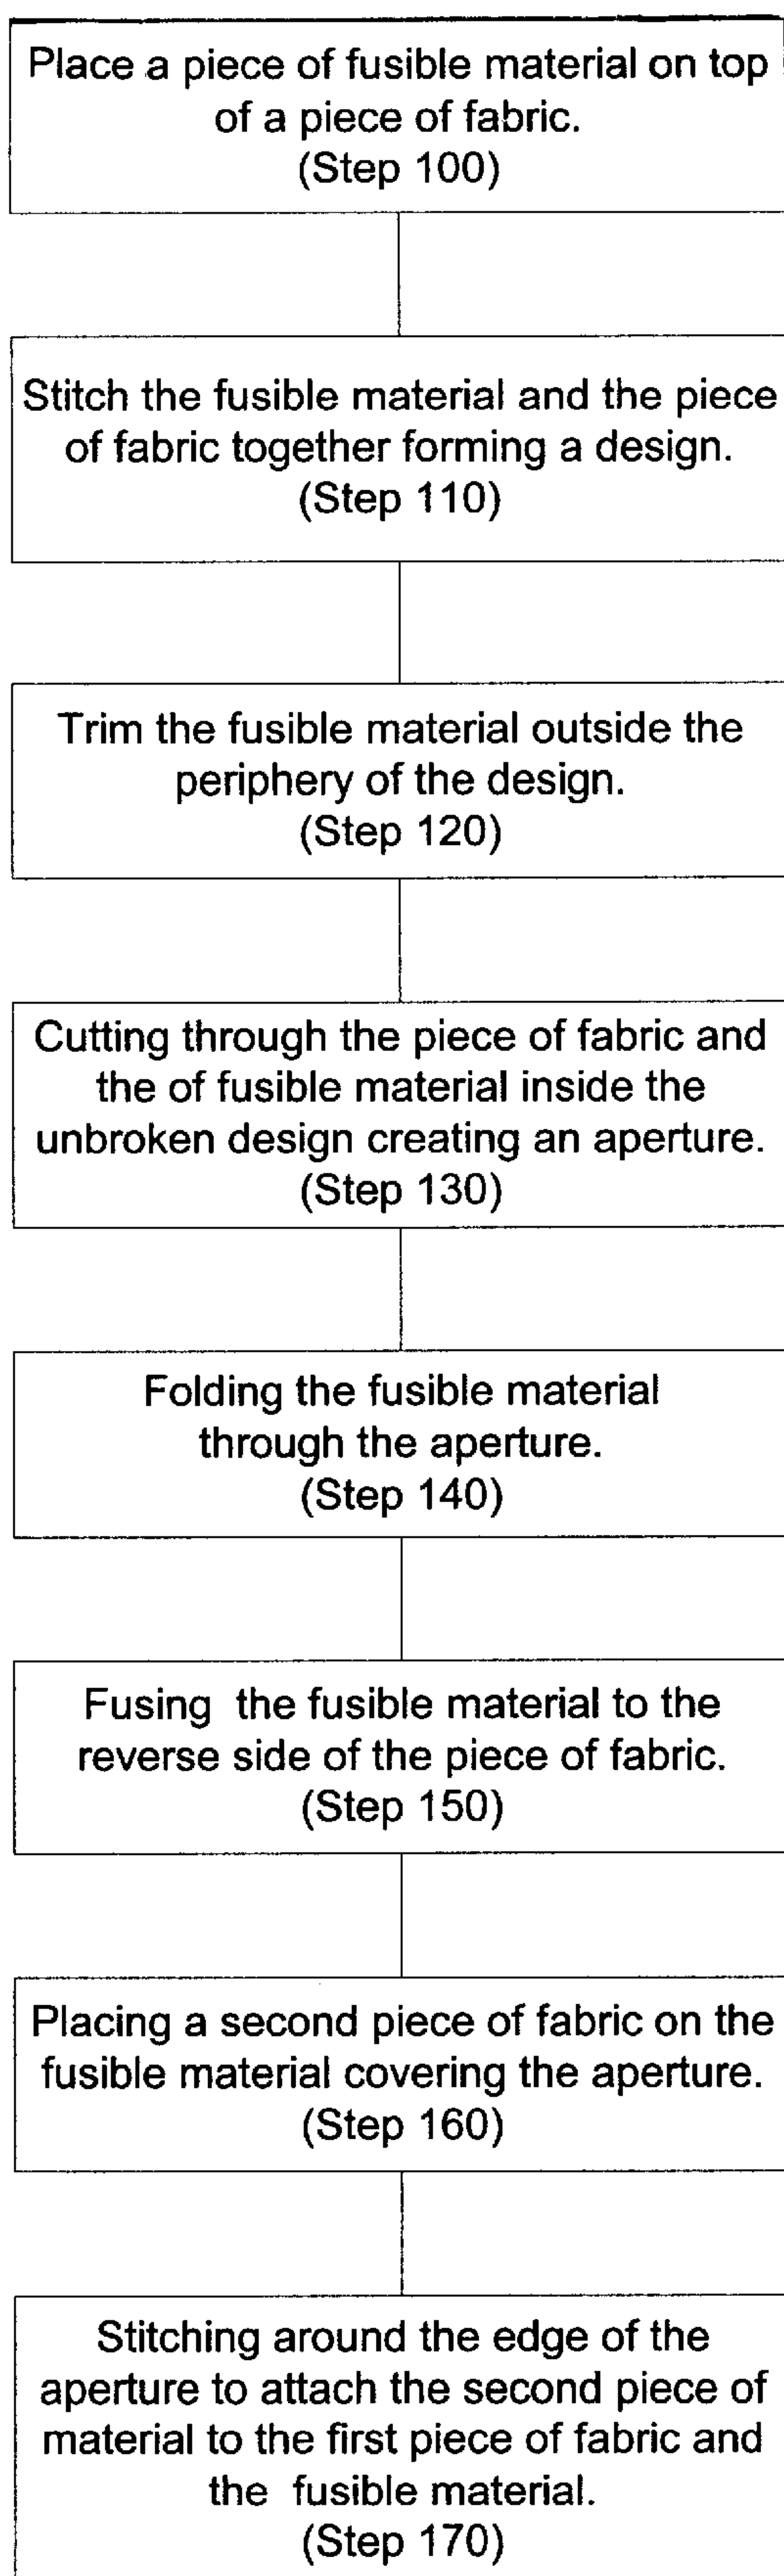 Place a piece of fusible material on top
of a piece of fabric.
(Step 100)
Stitch the fusible material and the piece
of fabric together forming a design.
(Step 110)
Trim the fusible material outside the
periphery of the design.
(Step 120)
Cutting through the piece of fabric and
the of fusible material inside the
unbroken design creating an aperture.
(Step 130)
Folding the fusible material
through the aperture.
(Step 140)
Fusing the fusible material to the
reverse side of the piece of fabric.
(Step 150)
Placing a second piece of fabric on the
fusible material covering the aperture.
(Step 160)
Stitching around the edge of the
aperture to attach the second piece of
material to the first piece of fabric and
the fusible material.
(Step 170)